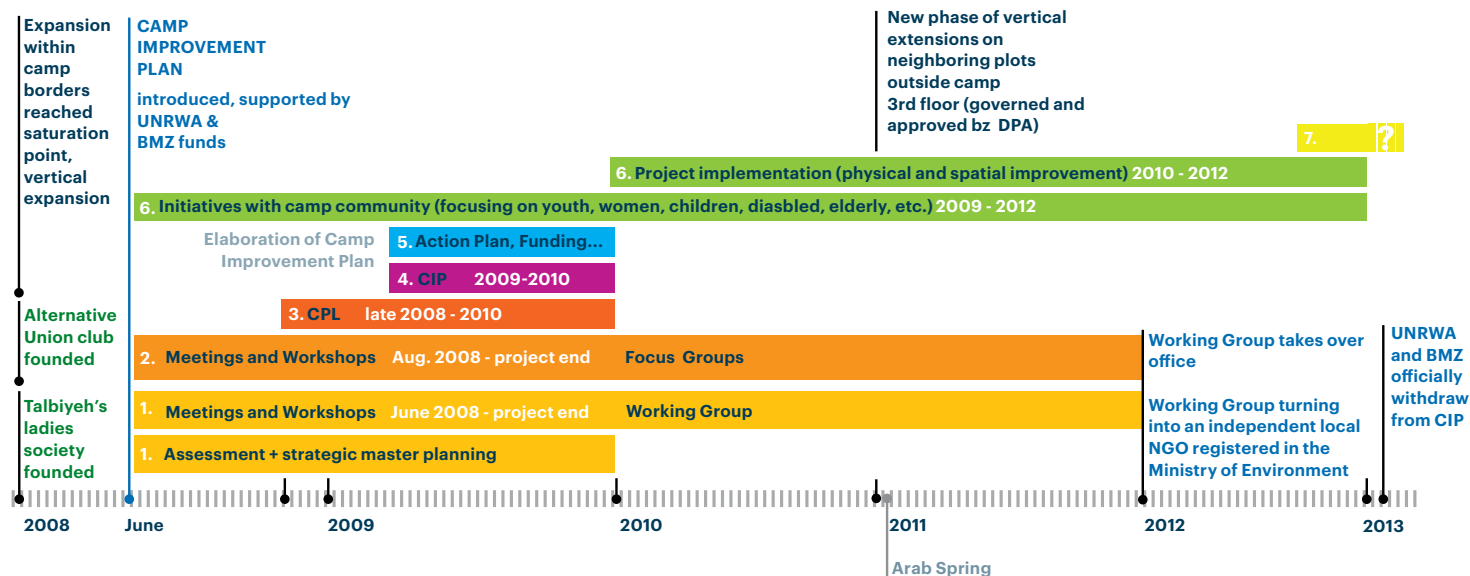 Expansion
within
camp
borders
reached
saturation
point,
vertical
expansion
CAMP
IMPROVEMENT
PLAN
introduced, supported by
UNRWA &
BMZ funds
New phase of vertical
extensions on
neighboring plots
outside camp
3rd floor (governed and
approved bz DPA)
7. ?
6. Project implementation (physical and spatial improvement) 2010 - 2012
6. Initiatives with camp community (focusing on youth, women, children, diasbled, elderly, etc.) 2009 - 2012
Elaboration of Camp
Improvement Plan
5. Action Plan, Funding...
4. CIP 2009-2010
3. CPL late 2008 - 2010
Alternative
Union club
founded
2. Meetings and Workshops Aug. 2008 - project end Focus Groups
Working Group takes over
office
UNRWA
and BMZ
officially
withdraw
from CIP
Talbiyeh's
ladies
society
founded
1. Meetings and Workshops June 2008 - project end Working Group
Working Group turning
into an independent local
NGO registered in the
Ministry of Environment
1. Assessment + strategic master planning
2008 June 2009 2010 2011 2012 2013
Arab Spring